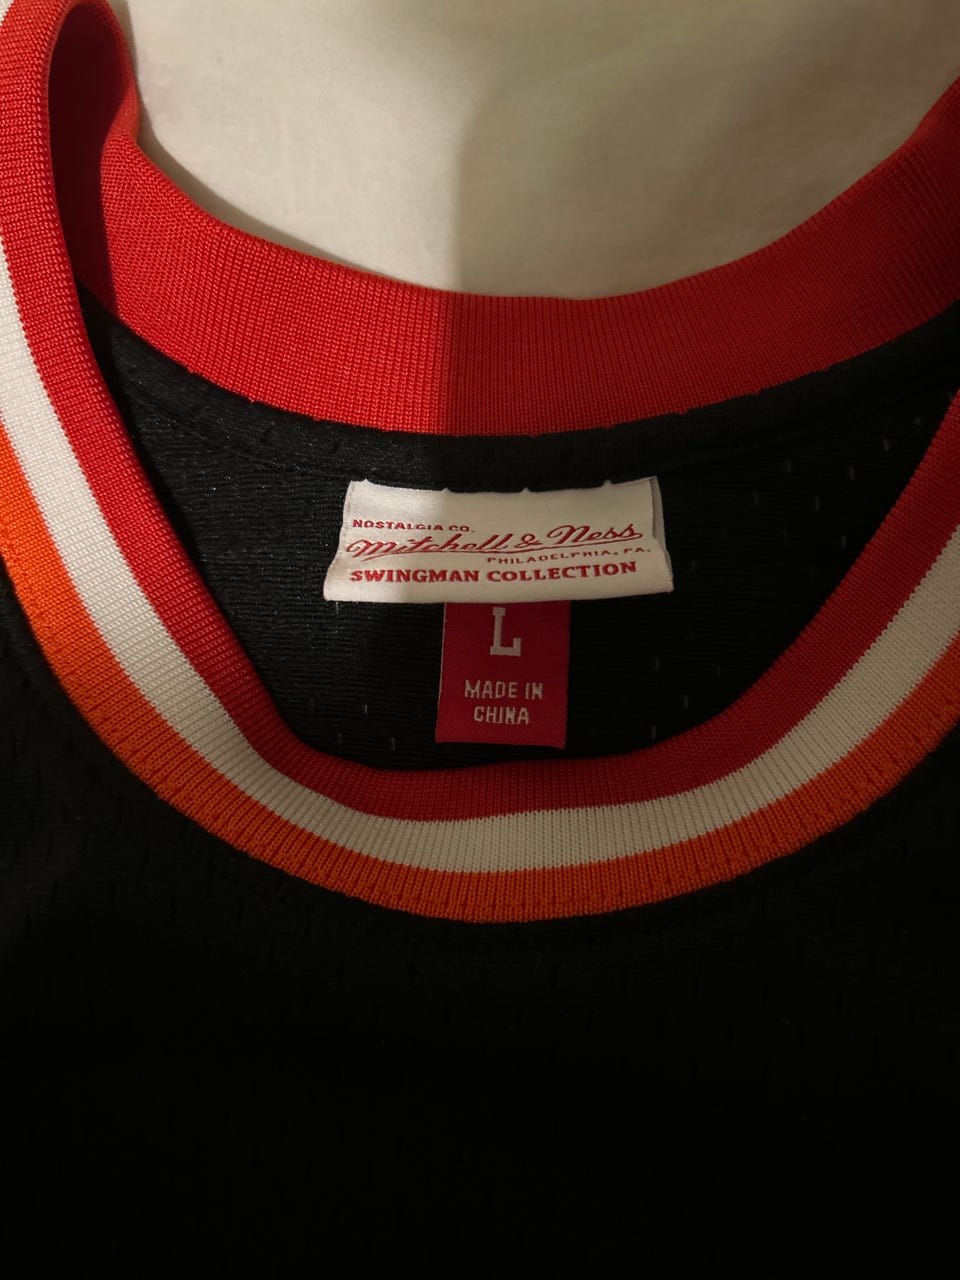 NOSTALGIA CO.
Mitchell & Ness
PHILADELPHIA, PA.
SWINGMAN COLLECTION
L
MADE IN
CHINA